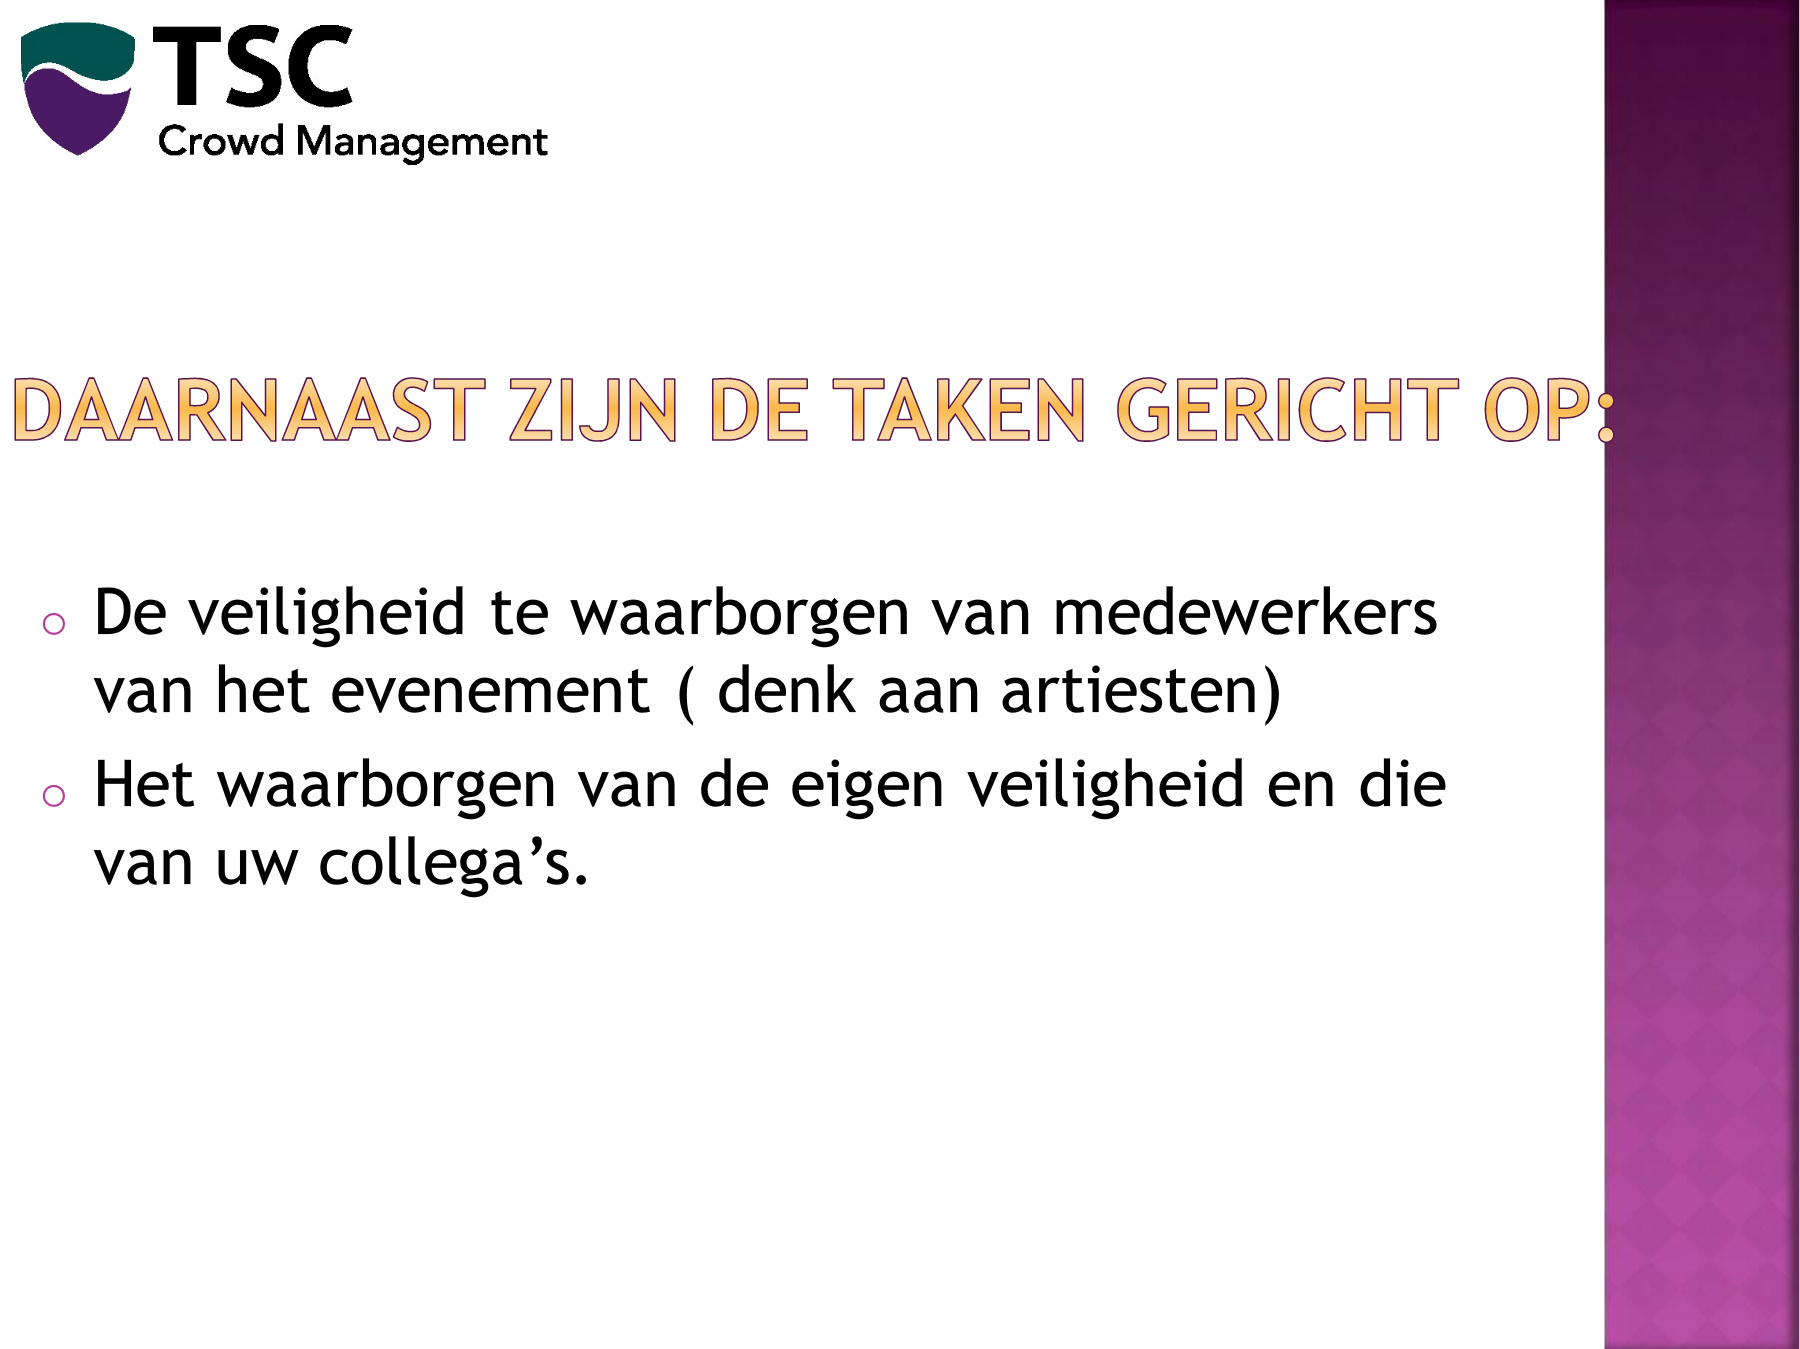 TSC
Crowd Management
DAARNAAST ZIJN DE TAKEN GERICHT OP:
o De veiligheid te waarborgen van medewerkers
van het evenement ( denk aan artiesten)
o Het waarborgen van de eigen veiligheid en die
van uw collega’s.